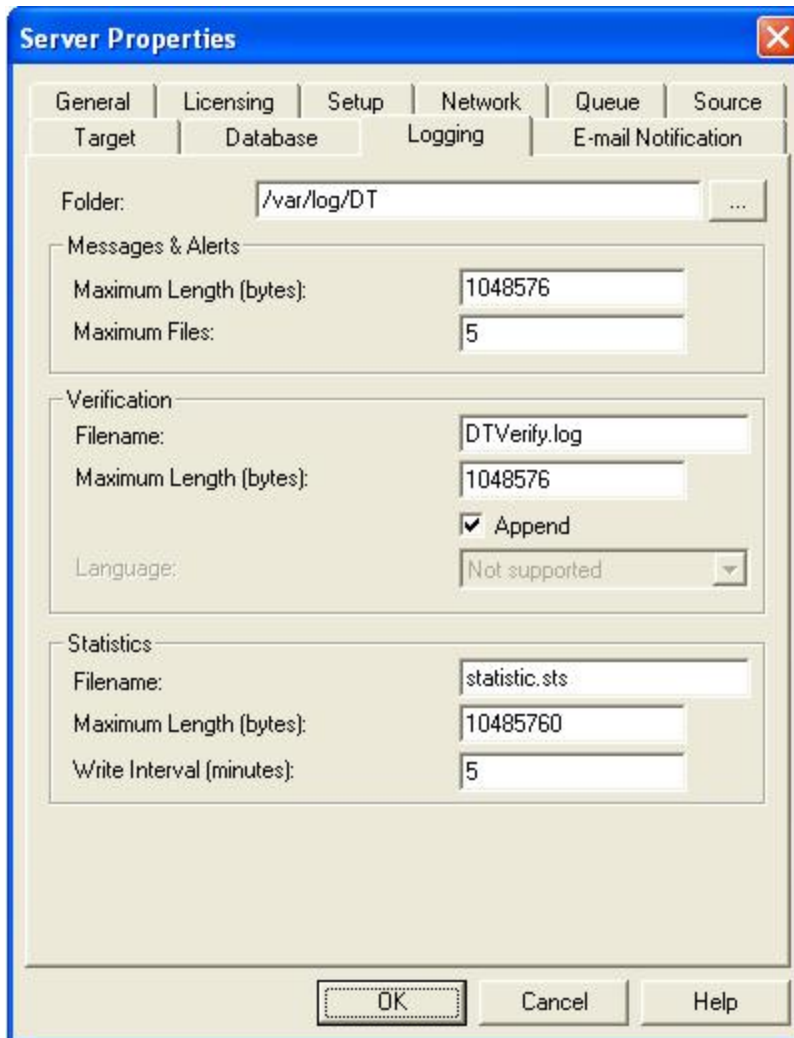 Server Properties
General Licensing Setup Network Queue Source
Target Database Logging E-mail Notification
Folder: /var/log/DT ...
Messages & Alerts
Maximum Length (bytes): 1048576
Maximum Files: 5
Verification
Filename: DTVerify.log
Maximum Length (bytes): 1048576
Append
Language: Not supported
Statistics
Filename: statistic.sts
Maximum Length (bytes): 10485760
Write Interval (minutes): 5
OK Cancel Help